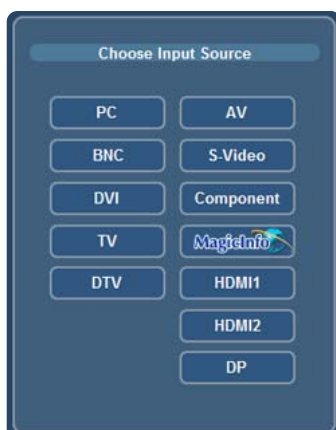 Choose Input Source
PC
AV
BNC
S-Video
DVI
Component
TV
MagicInfo
DTV
HDMI1
HDMI2
DP